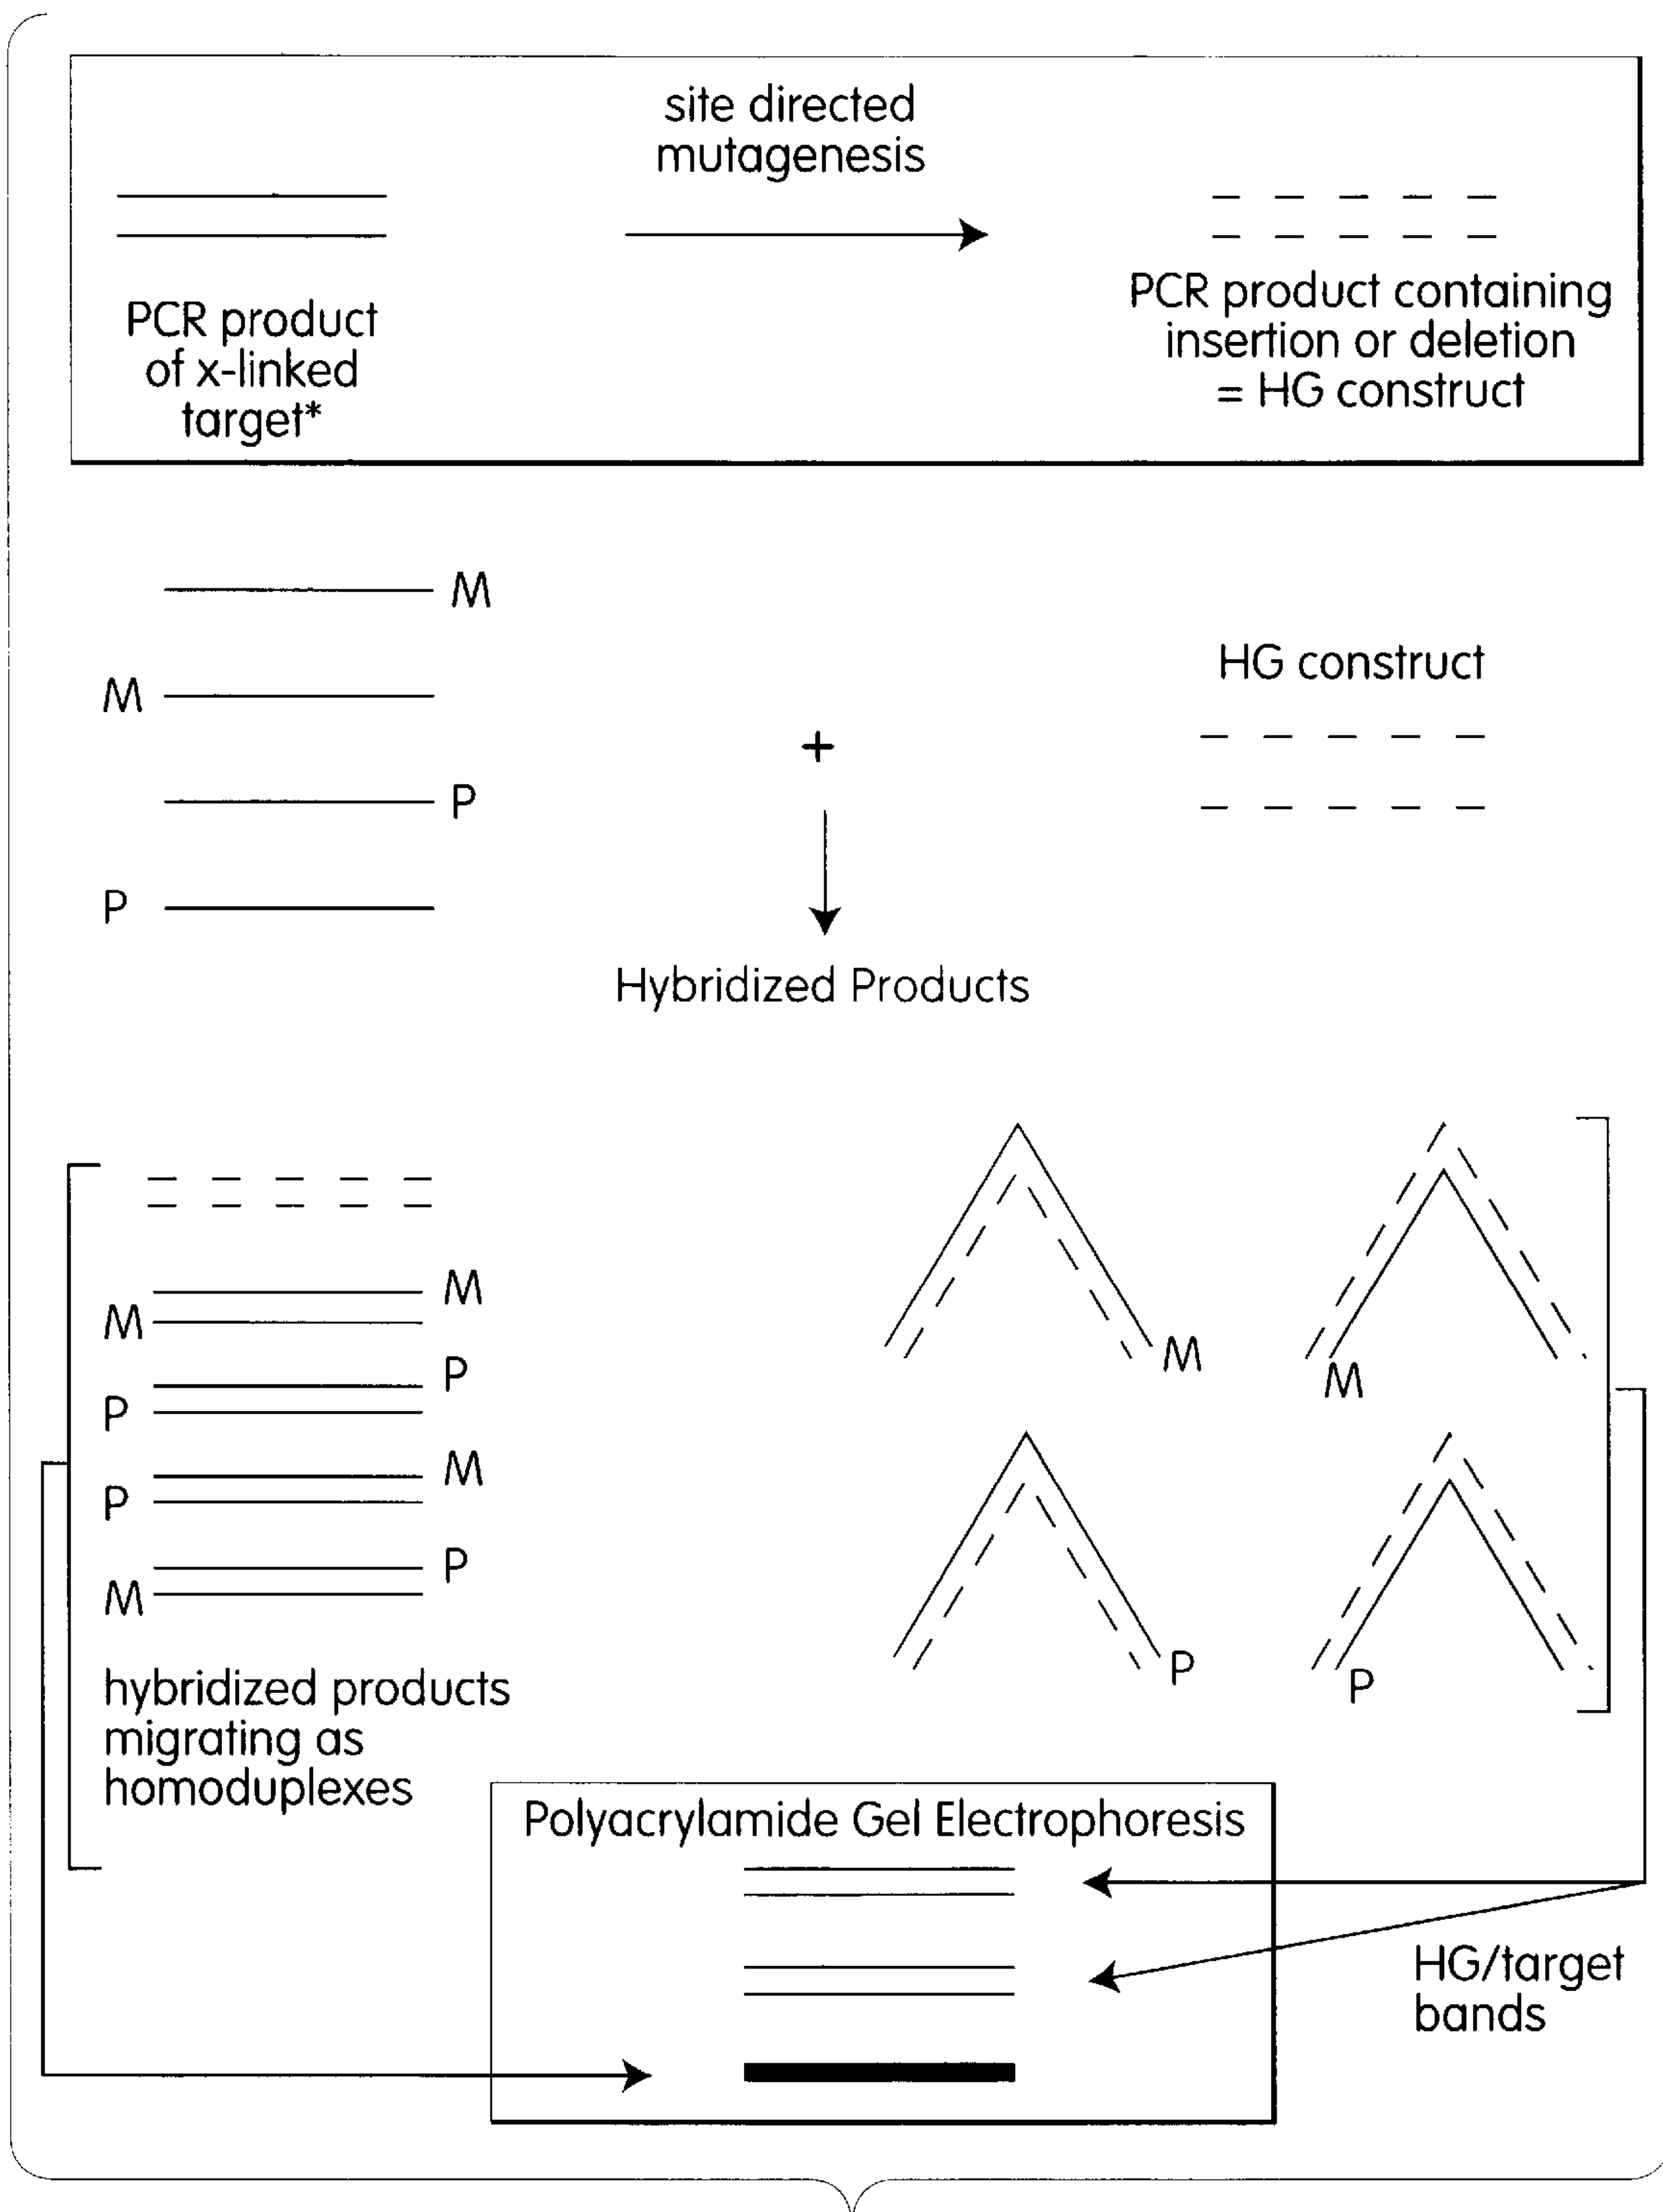 site directed
mutagenesis
PCR product
of x-linked
target*
PCR product containing
insertion or deletion
= HG construct
M
M
P
P
+
HG construct
Hybridized Products
M
M
P
P
M
P
P
M
hybridized products
migrating as
homoduplexes
M
M
P
P
Polyacrylamide Gel Electrophoresis
HG/target
bands